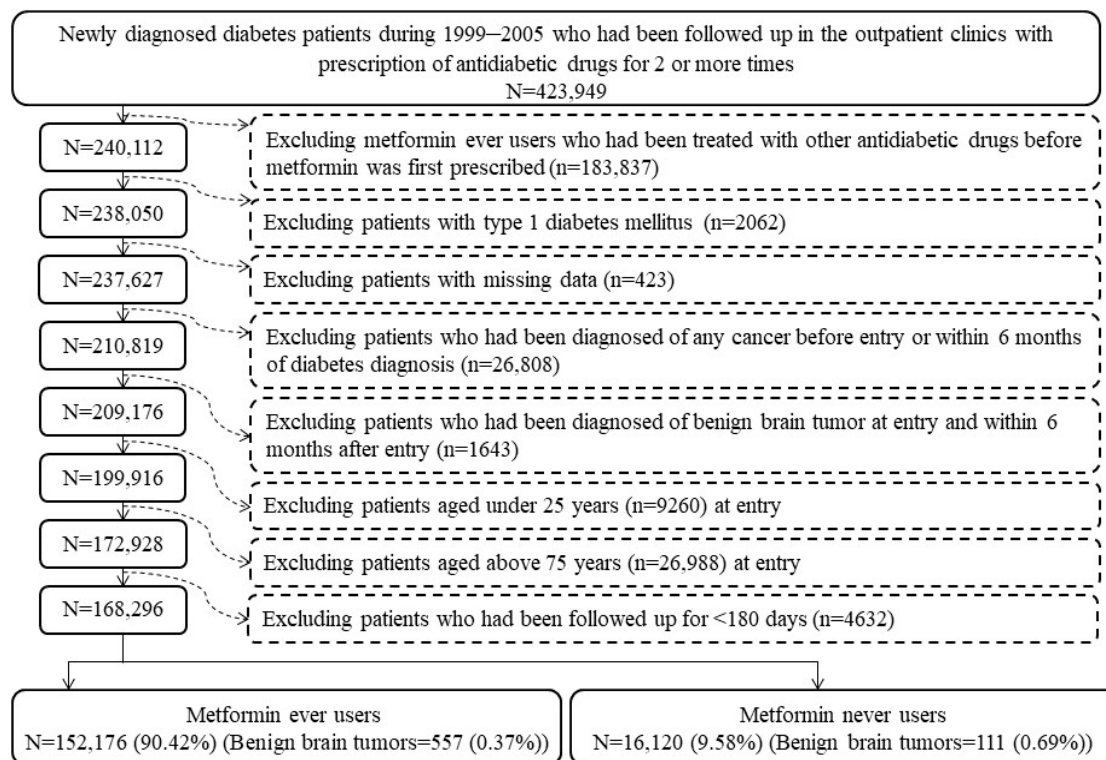 Newly diagnosed diabetes patients during 1999–2005 who had been followed up in the outpatient clinics with
prescription of antidiabetic drugs for 2 or more times
N=423,949
N=240,112
Excluding metformin ever users who had been treated with other antidiabetic drugs before
metformin was first prescribed (n=183,837)
N=238,050
Excluding patients with type 1 diabetes mellitus (n=2062)
N=237,627
Excluding patients with missing data (n=423)
N=210,819
Excluding patients who had been diagnosed of any cancer before entry or within 6 months
of diabetes diagnosis (n=26,808)
N=209,176
Excluding patients who had been diagnosed of benign brain tumor at entry and within 6
months after entry (n=1643)
N=199,916
Excluding patients aged under 25 years (n=9260) at entry
N=172,928
Excluding patients aged above 75 years (n=26,988) at entry
N=168,296
Excluding patients who had been followed up for <180 days (n=4632)
Metformin ever users
N=152,176 (90.42%) (Benign brain tumors=557 (0.37%))
Metformin never users
N=16,120 (9.58%) (Benign brain tumors=111 (0.69%))